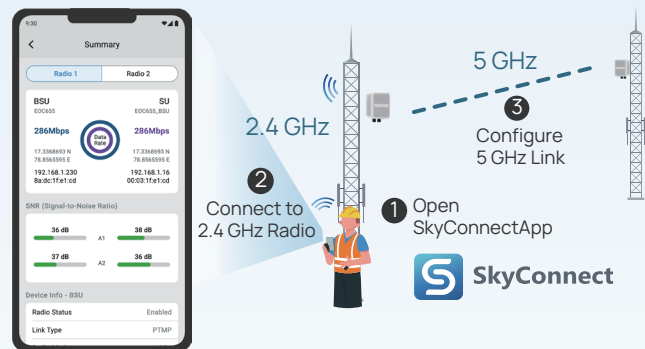 9:30
Summary
Radio 1
Radio 2
BSU
SU
EOC655
EOC655_BSU
286Mbps
Data
Rate
286Mbps
17.3368693 N
78.8565595 E
17.3368693 N
78.8565595 E
192.168.1.230
8a:dc:1f:e1:cd
192.168.1.16
00:03:1f:e1:cd
SNR (Signal-to-Noise Ratio)
36 dB
A1
38 dB
37 dB
A2
36 dB
Device Info - BSU
Radio Status
Enabled
Link Type
PTMP
2.4 GHz
5 GHz
3
Configure
5 GHz Link
2
Connect to
2.4 GHz Radio
1
Open
SkyConnectApp
S
SkyConnect